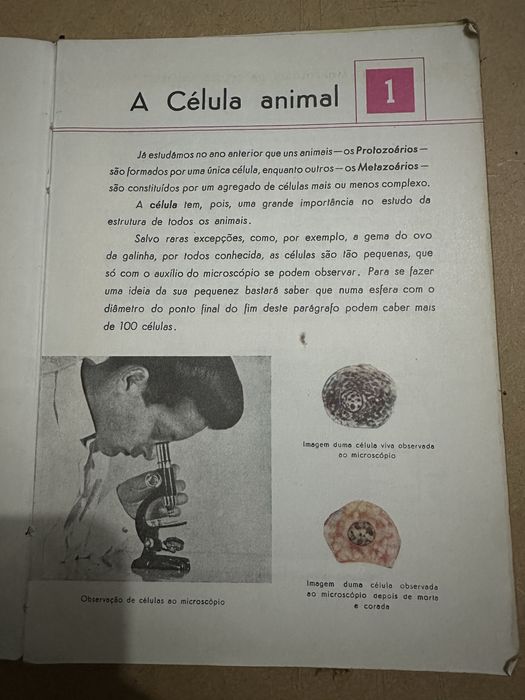 A Célula animal
1
Já estudámos no ano anterior que uns animais—os Protozoários—
são formados por uma única célula, enquanto outros—os Metazoários—
são constituídos por um agregado de células mais ou menos complexo.
A célula tem, pois, uma grande importância no estudo da
estrutura de todos os animais.
Salvo raras excepções, como, por exemplo, a gema do ovo
da galinha, por todos conhecida, as células são tão pequenas, que
só com o auxílio do microscópio se podem observar. Para se fazer
uma ideia da sua pequenez bastará saber que numa esfera com o
diâmetro do ponto final do fim deste parágrafo podem caber mais
de 100 células.
Imagem duma célula viva observada
ao microscópio
Imagem duma célula observada
ao microscópio depois de morta
e corada
Observação de células ao microscópio